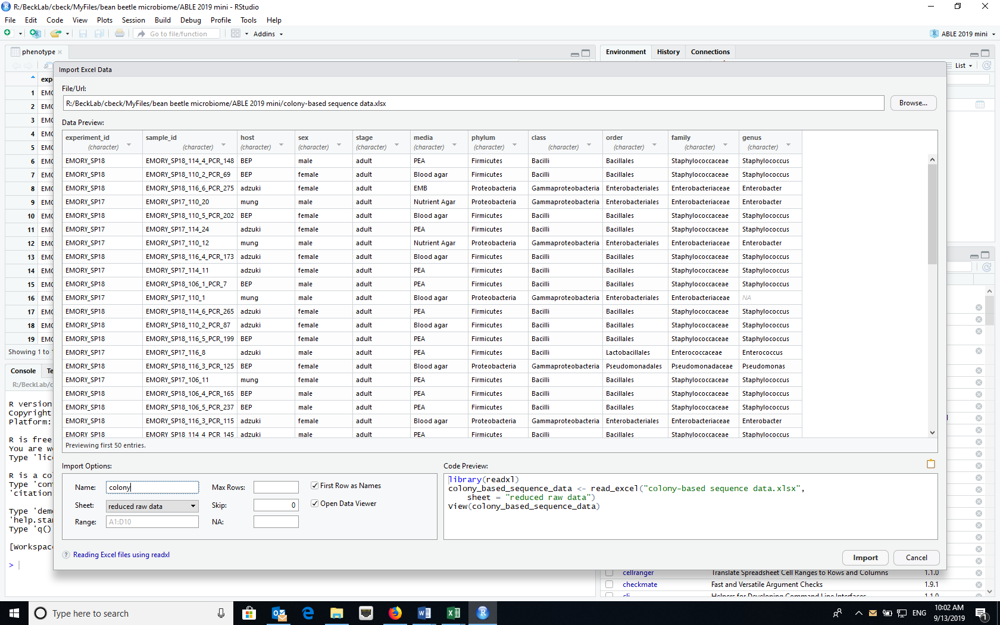 R:/BeckLab/cbeck/MyFiles/bean beetle microbiome/ABLE 2019 mini - RStudio
File Edit Code View Plots Session Build Debug Profile Tools Help
Go to file/function Addins ABLE 2019 mini
phenotype Environment History Connections
List
Import Excel Data
File/Url:
R:/BeckLab/cbeck/MyFiles/bean beetle microbiome/ABLE 2019 mini/colony-based sequence data.xlsx Browse...
Data Preview:
experiment_id sample_id host sex stage media phylum class order family genus
(character) (character) (character) (character) (character) (character) (character) (character) (character) (character) (character)
EMORY_SP18 EMORY_SP18_114_4_PCR_148 BEP male adult PEA Firmicutes Bacilli Bacillales Staphylococcaceae Staphylococcus
EMORY_SP18 EMORY_SP18_110_2_PCR_69 BEP female adult Blood agar Firmicutes Bacilli Bacillales Staphylococcaceae Staphylococcus
EMORY_SP18 EMORY_SP18_116_6_PCR_275 adzuki female adult EMB Proteobacteria Gammaproteobacteria Enterobacteriales Enterobacteriaceae Enterobacter
EMORY_SP17 EMORY_SP17_110_20 mung male adult Nutrient Agar Proteobacteria Gammaproteobacteria Enterobacteriales Enterobacteriaceae Enterobacter
EMORY_SP18 EMORY_SP18_110_5_PCR_202 BEP female adult Blood agar Firmicutes Bacilli Bacillales Staphylococcaceae Staphylococcus
EMORY_SP17 EMORY_SP17_114_24 adzuki female adult PEA Firmicutes Bacilli Bacillales Staphylococcaceae Staphylococcus
EMORY_SP17 EMORY_SP17_110_12 mung male adult Nutrient Agar Proteobacteria Gammaproteobacteria Enterobacteriales Enterobacteriaceae Enterobacter
EMORY_SP18 EMORY_SP18_116_4_PCR_173 adzuki female adult Blood agar Firmicutes Bacilli Bacillales Staphylococcaceae Staphylococcus
EMORY_SP17 EMORY_SP17_114_11 adzuki female adult PEA Firmicutes Bacilli Bacillales Staphylococcaceae Staphylococcus
EMORY_SP18 EMORY_SP18_106_1_PCR_7 BEP male adult PEA Firmicutes Bacilli Bacillales Staphylococcaceae Staphylococcus
EMORY_SP17 EMORY_SP17_110_1 mung male adult Blood agar Proteobacteria Gammaproteobacteria Enterobacteriales Enterobacteriaceae NA
EMORY_SP18 EMORY_SP18_114_6_PCR_265 adzuki female adult PEA Firmicutes Bacilli Bacillales Staphylococcaceae Staphylococcus
EMORY_SP18 EMORY_SP18_110_2_PCR_87 adzuki female adult Blood agar Firmicutes Bacilli Bacillales Staphylococcaceae Staphylococcus
EMORY_SP18 EMORY_SP18_116_5_PCR_199 BEP female adult PEA Firmicutes Bacilli Bacillales Staphylococcaceae Staphylococcus
EMORY_SP17 EMORY_SP17_116_8 adzuki male adult PEA Firmicutes Bacilli Lactobacillales Enterococcaceae Enterococcus
EMORY_SP18 EMORY_SP18_116_3_PCR_125 BEP female adult Blood agar Proteobacteria Gammaproteobacteria Pseudomonadales Pseudomonadaceae Pseudomonas
EMORY_SP17 EMORY_SP17_106_11 mung female adult PEA Firmicutes Bacilli Bacillales Staphylococcaceae Staphylococcus
EMORY_SP18 EMORY_SP18_106_4_PCR_165 BEP male adult PEA Firmicutes Bacilli Bacillales Staphylococcaceae Staphylococcus
EMORY_SP18 EMORY_SP18_106_5_PCR_237 BEP male adult PEA Firmicutes Bacilli Bacillales Staphylococcaceae Staphylococcus
EMORY_SP18 EMORY_SP18_116_3_PCR_115 adzuki female adult Blood agar Proteobacteria Gammaproteobacteria Enterobacteriales Enterobacteriaceae Enterobacter
EMORY_SP18 EMORY_SP18_114_4_PCR_145 adzuki male adult PEA Firmicutes Bacilli Bacillales Staphylococcaceae Staphylococcus
Previewing first 50 entries.
Import Options:
Name: colony Max Rows: First Row as Names
Sheet: reduced raw data Skip: 0 Open Data Viewer
Range: A1:D10 NA:
Code Preview:
library(readxl)
colony_based_sequence_data <- read_excel("colony-based sequence data.xlsx",
sheet = "reduced raw data")
View(colony_based_sequence_data)
Reading Excel files using readxl Import Cancel
exp
1 EMO
2 EMO
3 EMO
4 EMO
5 EMO
6 EMO
7 EMO
8 EMO
9 EMO
10 EMO
11 EMO
12 EMO
13 EMO
14 EMO
15 EMO
16 EMO
17 EMO
18 EMO
19 EMO
Showing 1 to
Console Te
R:/BeckLab/c
R version
Copyright
Platform:
R is free
You are w
Type 'lic
R is a co
Type 'con
'citation
Type 'dem
'help.sta
Type 'q()
[Workspac
>
cellranger Translate Spreadsheet Cell Ranges to Rows and Columns 1.1.0
checkmate Fast and Versatile Argument Checks 1.9.1
cli Helpers for Developing Command Line Interfaces 1.1.0
Type here to search ENG 10:02 AM
9/13/2019 1